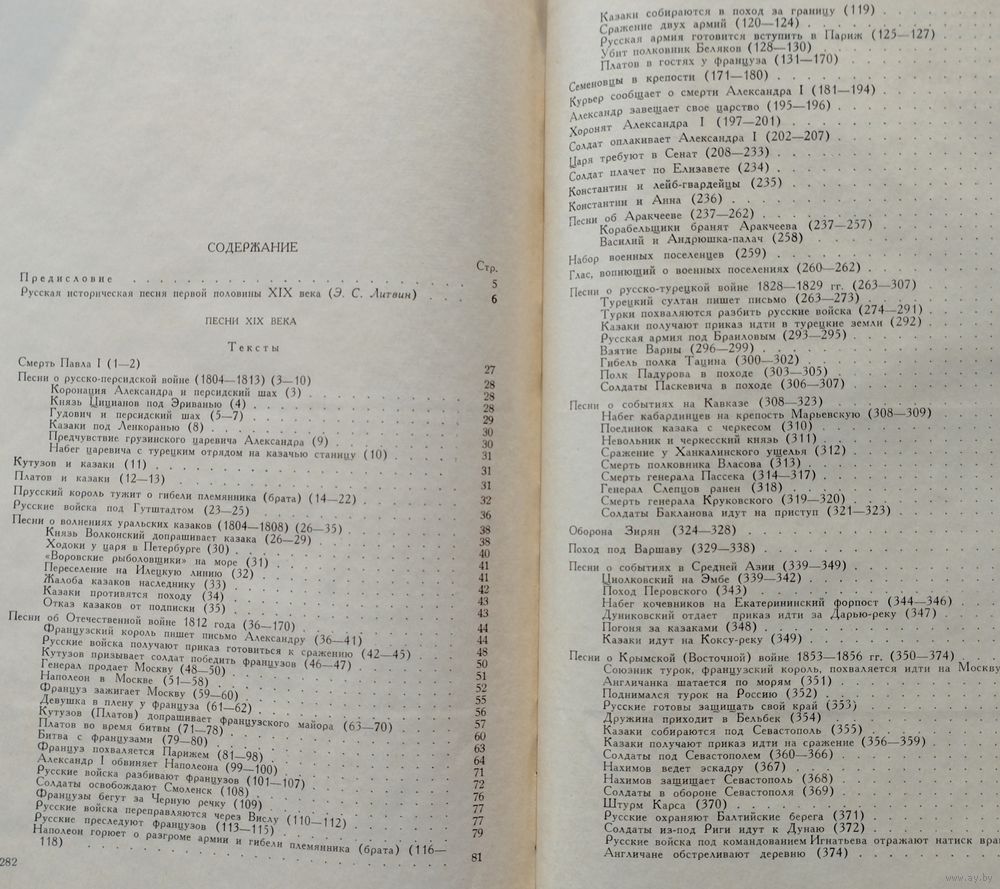 СОДЕРЖАНИЕ
Стр.
Предисловие 5
Русская историческая песня первой половины XIX века (Э. С. Литвин) 6
ПЕСНИ XIX ВЕКА
Тексты
Смерть Павла I (1—2) 27
Песни о русско-персидской войне (1804—1813) (3—10) 28
Коронация Александра и персидский шах (3) 28
Князь Цицианов под Эриванью (4) 28
Гудович и персидский шах (5—7) 29
Казаки под Ленкоранью (8) 30
Предчувствие грузинского царевича Александра (9) 30
Набег царевича с турецким отрядом на казачью станицу (10) 31
Кутузов и казаки (11) 31
Платов и казаки (12—13) 31
Прусский король тужит о гибели племянника (брата) (14—22) 32
Русские войска под Гутштадтом (23—25) 36
Песни о волнениях уральских казаков (1804—1808) (26—35) 38
Князь Волконский допрашивает казака (26—29) 38
Ходоки у царя в Петербурге (30) 40
«Воровские рыболовщики» на море (31) 41
Переселение на Илецкую линию (32) 41
Жалоба казаков наследнику (33) 42
Казаки противятся походу (34) 43
Отказ казаков от подписки (35) 43
Песни об Отечественной войне 1812 года (36—170) 44
Французский король пишет письмо Александру (36—41) 44
Русские войска получают приказ готовиться к сражению (42—45) 48
Кутузов призывает солдат победить французов (46—47) 50
Генерал продает Москву (48—50) 51
Наполеон в Москве (51—58) 52
Француз зажигает Москву (59—60) 55
Девушка в плену у француза (61—62) 56
Кутузов (Платов) допрашивает французского майора (63—70) 57
Платов во время битвы (71—78) 60
Битва с французами (79—80) 63
Француз похваляется Парижем (81—98) 64
Александр I обвиняет Наполеона (99—100) 71
Русские войска разбивают французов (101—107) 72
Солдаты освобождают Смоленск (108) 76
Французы бегут за Черную речку (109) 77
Русские войска переправляются через Вислу (110—112) 77
Русские преследуют французов (113—115) 79
Наполеон горюет о разгроме армии и гибели племянника (брата) (116—
118) 81
282
Казаки собираются в поход за границу (119)
Сражение двух армий (120—124)
Русская армия готовится вступить в Париж (125—127)
Убит полковник Беляков (128—130)
Платов в гостях у француза (131—170)
Семеновцы в крепости (171—180)
Курьер сообщает о смерти Александра I (181—194)
Александр завещает свое царство (195—196)
Хоронят Александра I (197—201)
Солдат оплакивает Александра I (202—207)
Царя требуют в Сенат (208—233)
Солдат плачет по Елизавете (234)
Константин и лейб-гвардейцы (235)
Константин и Анна (236)
Песни об Аракчееве (237—262)
Корабельщики бранят Аракчеева (237—257)
Василий и Андрюшка-палач (258)
Набор военных поселенцев (259)
Глас, вопиющий о военных поселениях (260—262)
Песни о русско-турецкой войне 1828—1829 гг. (263—307)
Турецкий султан пишет письмо (263—273)
Турки похваляются разбить русские войска (274—291)
Казаки получают приказ идти в турецкие земли (292)
Русская армия под Браиловым (293—295)
Взятие Варны (296—299)
Гибель полка Тацина (300—302)
Полк Падурова в походе (303—305)
Солдаты Паскевича в походе (306—307)
Песни о событиях на Кавказе (308—323)
Набег кабардинцев на крепость Марьевскую (308—309)
Поединок казака с черкесом (310)
Невольник и черкесский князь (311)
Сражение у Ханкалинского ущелья (312)
Смерть полковника Власова (313)
Смерть генерала Пассека (314—317)
Генерал Слепцов ранен (318)
Смерть генерала Круковского (319—320)
Солдаты Бакланова идут на приступ (321—323)
Оборона Зирян (324—328)
Поход под Варшаву (329—338)
Песни о событиях в Средней Азии (339—349)
Циолковский на Эмбе (339—342)
Поход Перовского (343)
Набег кочевников на Екатерининский форпост (344—346)
Дуниковский отдает приказ идти за Дарью-реку (347)
Погоня за казаками (348)
Казаки идут на Коксу-реку (349)
Песни о Крымской (Восточной) войне 1853—1856 гг. (350—374)
Союзник турок, французский король, похваляется идти на Москву
Англичанка шатается по морям (351)
Поднимался турок на Россию (352)
Русские готовы защищать свой край (353)
Дружина приходит в Бельбек (354)
Казаки собираются под Севастополь (355)
Казаки получают приказ идти на сражение (356—359)
Солдаты под Севастополем (360—366)
Нахимов ведет эскадру (367)
Нахимов защищает Севастополь (368)
Солдаты в обороне Севастополя (369)
Штурм Карса (370)
Русские охраняют Балтийские берега (371)
Солдаты из-под Риги идут к Дунаю (372)
Русские войска под командованием Игнатьева отражают натиск вра
Англичане обстреливают деревню (374)
www.ay.by